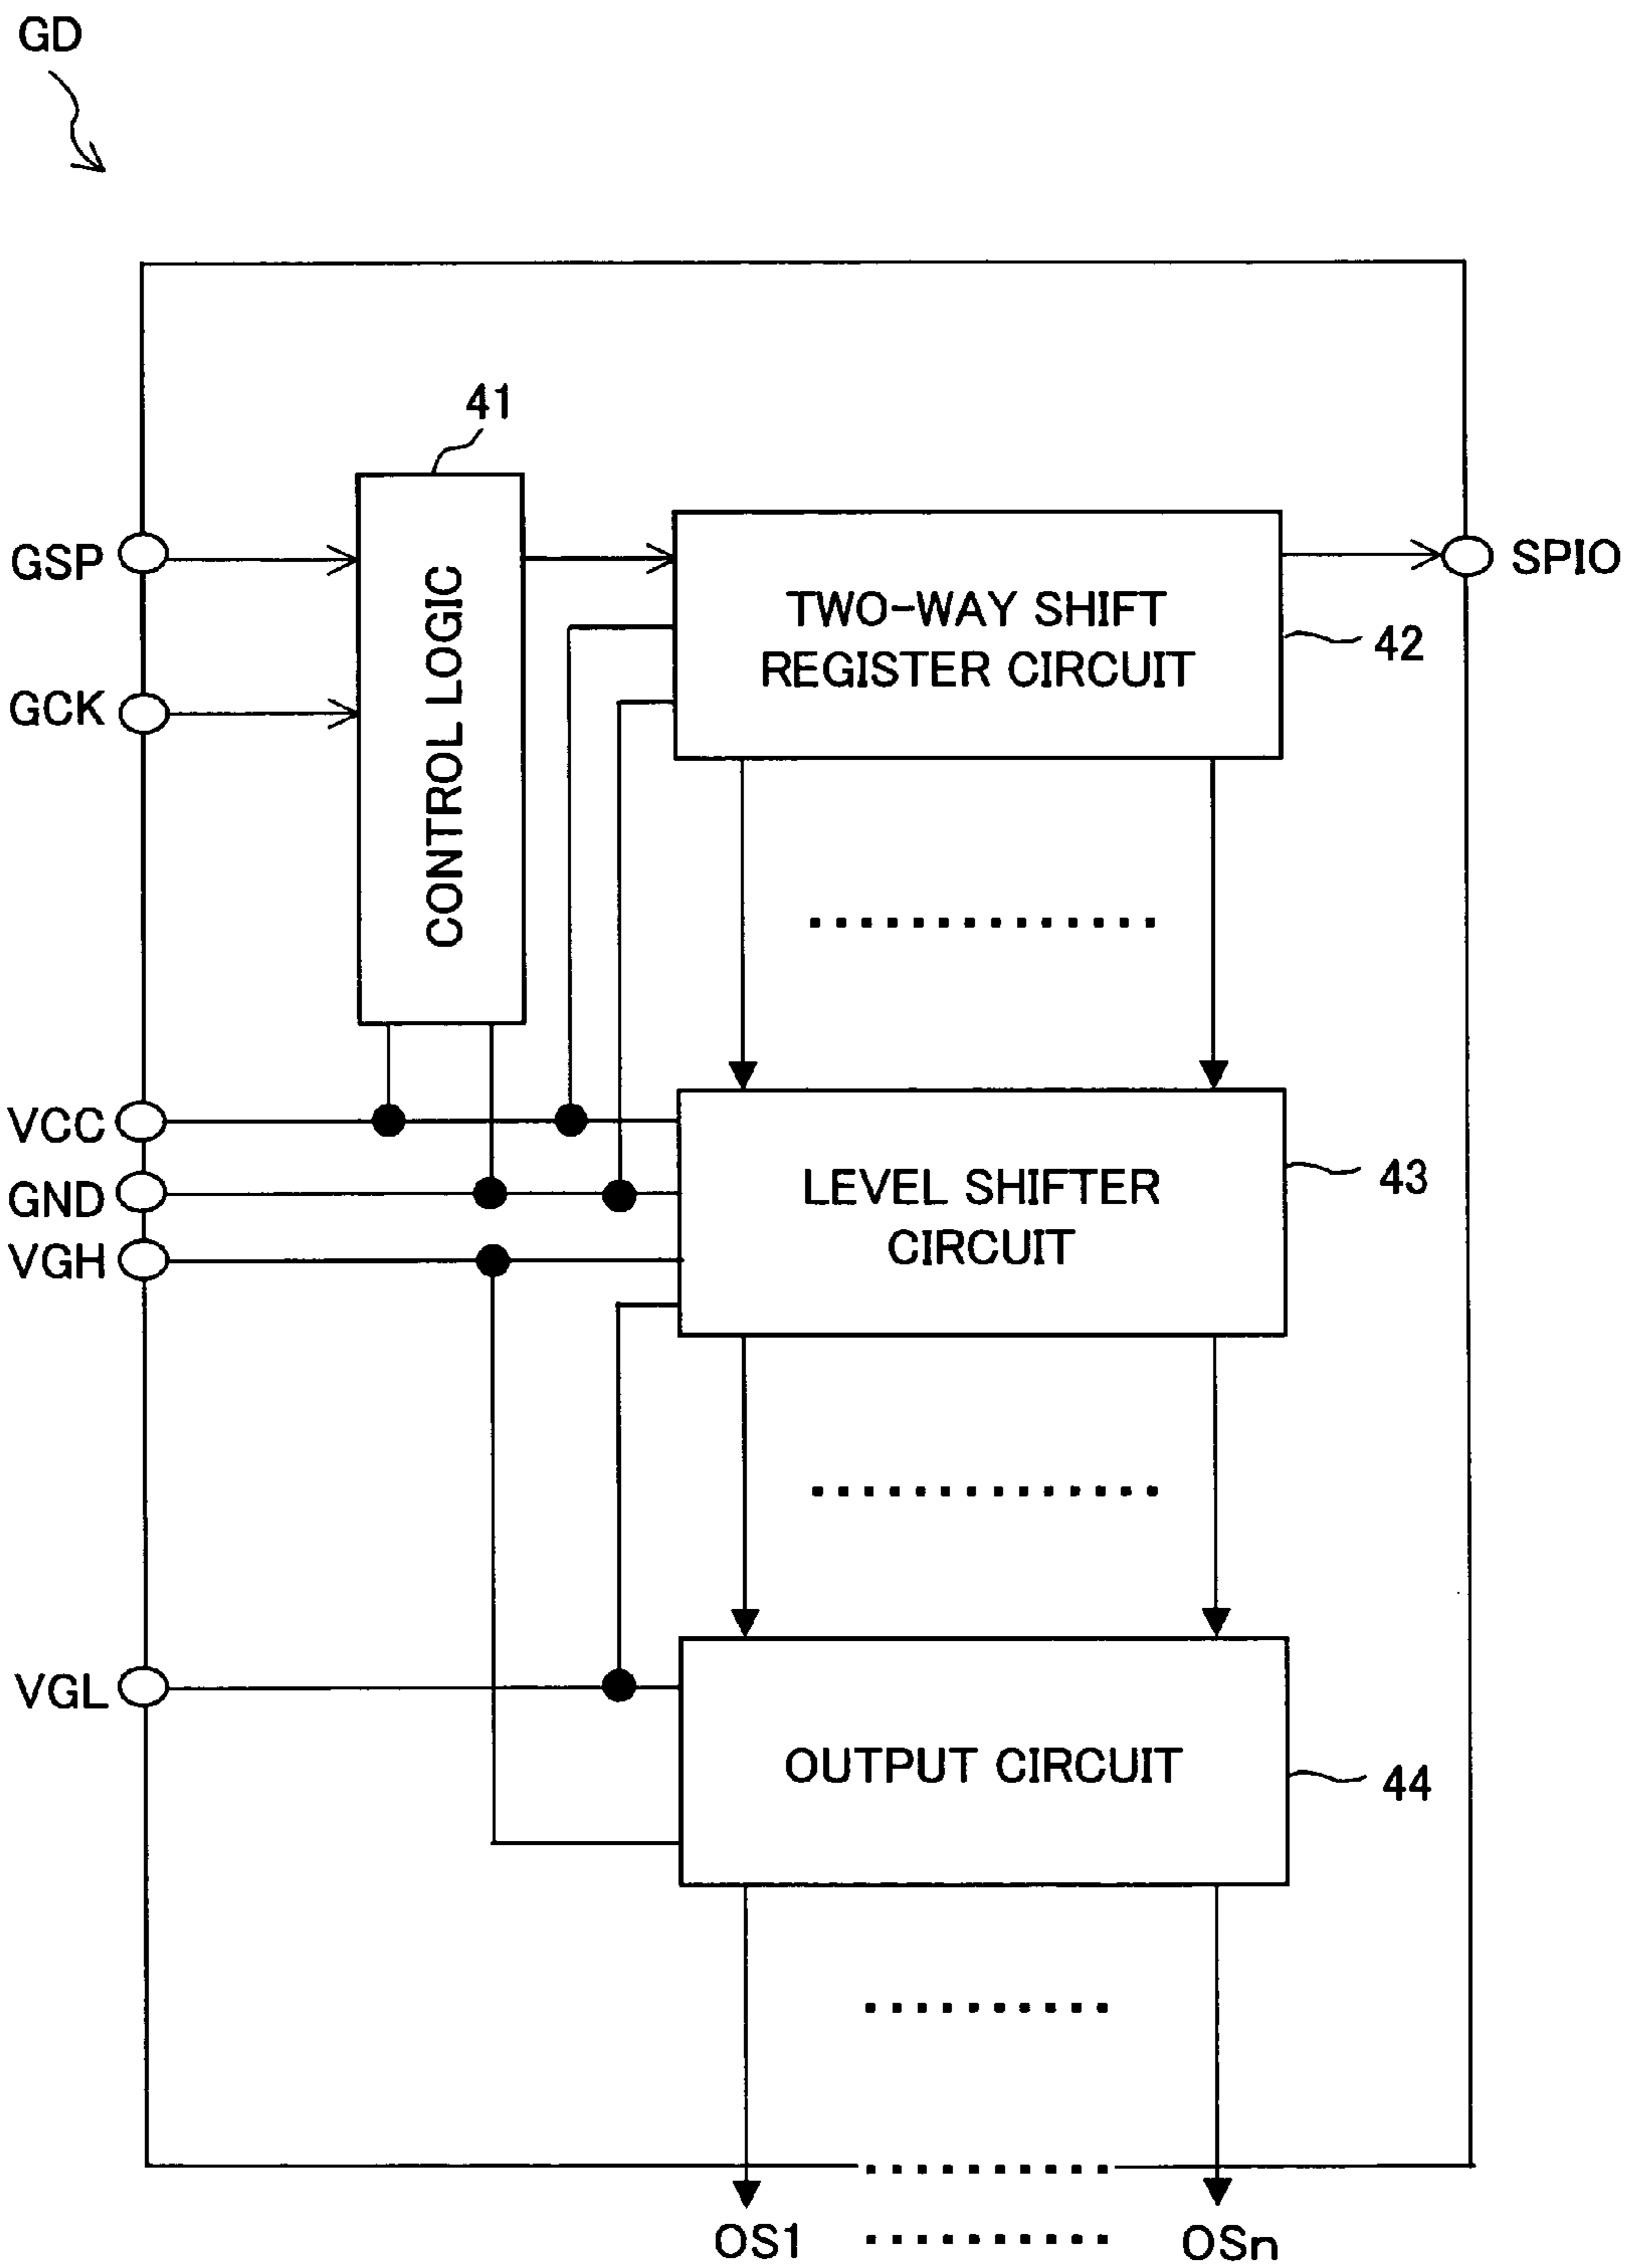 GD
41
GSP
CONTROL LOGIC
TWO-WAY SHIFT
REGISTER CIRCUIT
SPIO
42
GCK
VCC
GND
VGH
LEVEL SHIFTER
CIRCUIT
43
VGL
OUTPUT CIRCUIT
44
OS1
OSn